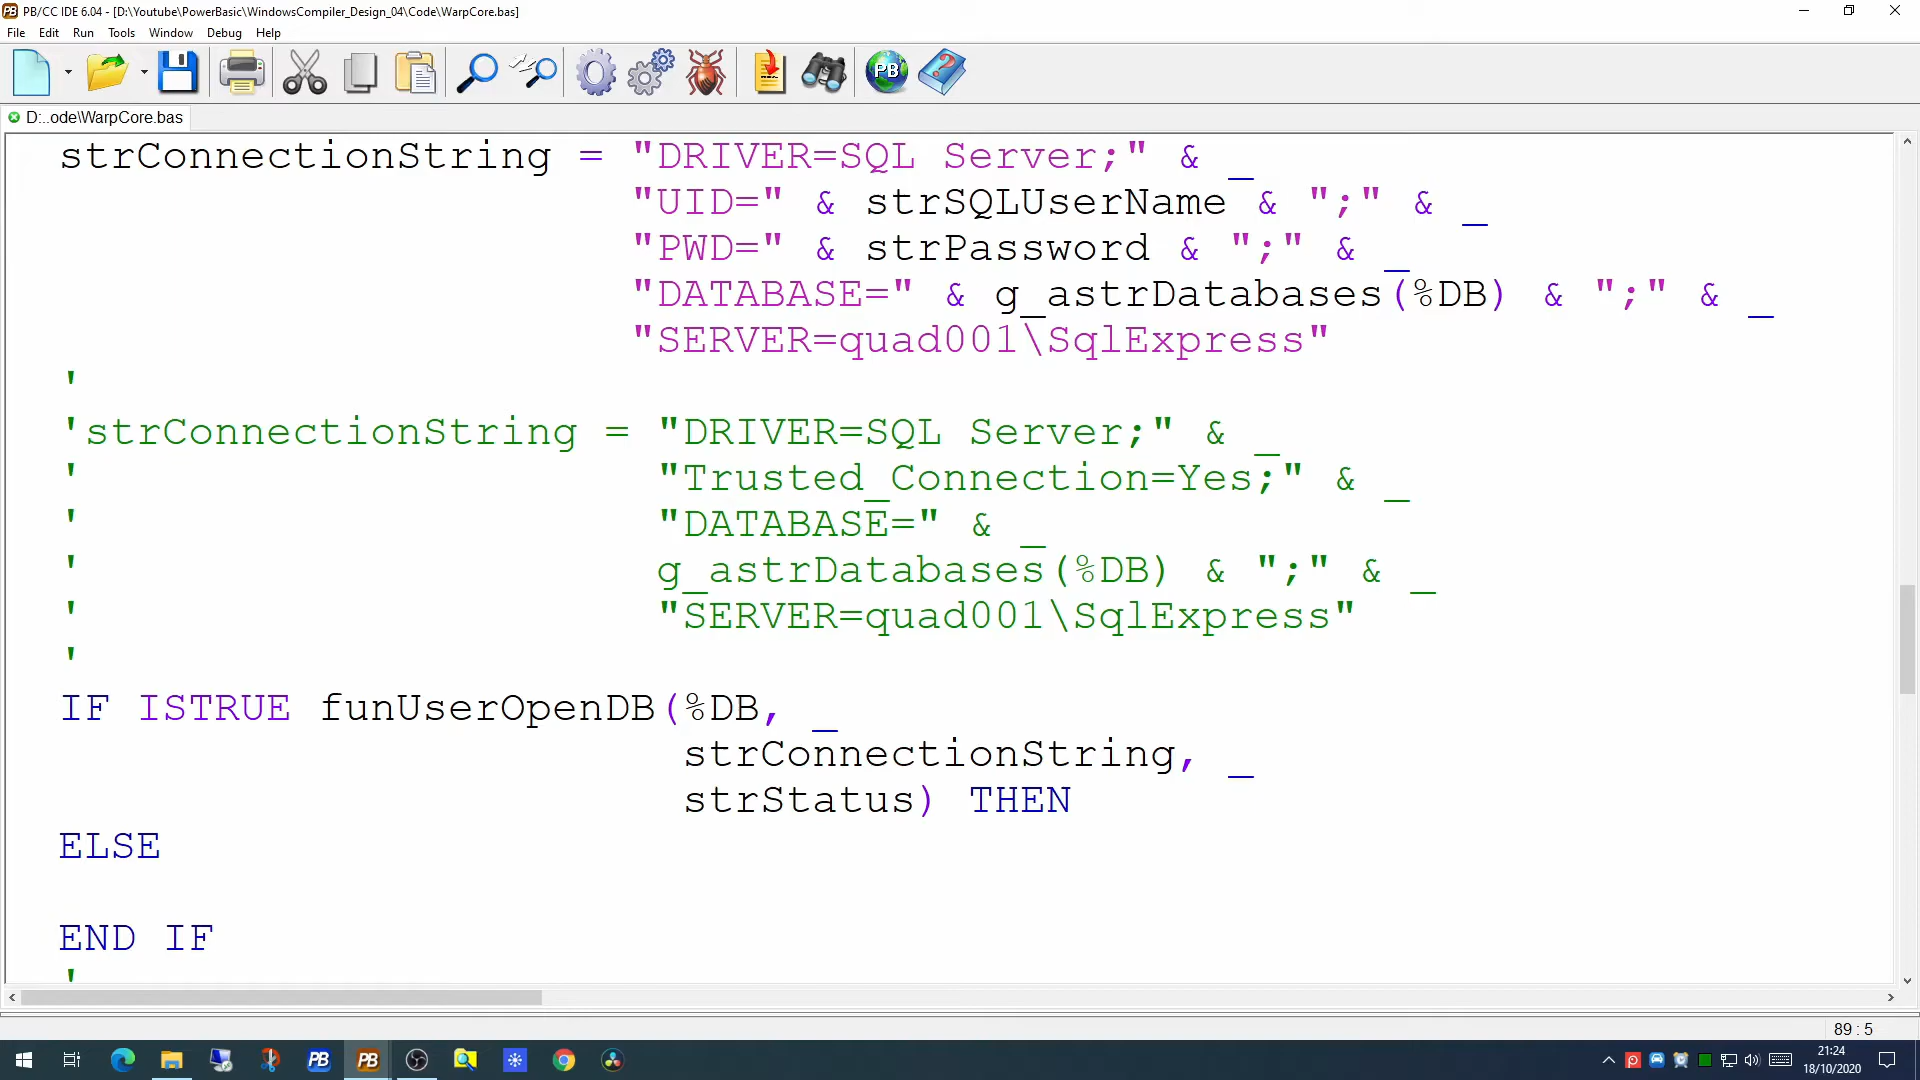 PB/CC IDE 6.04 - [D:\Youtube\PowerBasic\WindowsCompiler_Design_04\Code\WarpCore.bas]
File Edit Run Tools Window Debug Help
PB
D:..ode\WarpCore.bas
strConnectionString = "DRIVER=SQL Server;" & _
"UID=" & strSQLUserName & ";" & _
"PWD=" & strPassword & ";" & _
"DATABASE=" & g_astrDatabases(%DB) & ";" & _
"SERVER=quad001\SqlExpress"
'
'strConnectionString = "DRIVER=SQL Server;" & _
' "Trusted_Connection=Yes;" & _
' "DATABASE=" & _
' g_astrDatabases(%DB) & ";" & _
' "SERVER=quad001\SqlExpress"
'
IF ISTRUE funUserOpenDB(%DB, _
strConnectionString, _
strStatus) THEN
ELSE
END IF
'
89 : 5
PB PB
21:24
18/10/2020